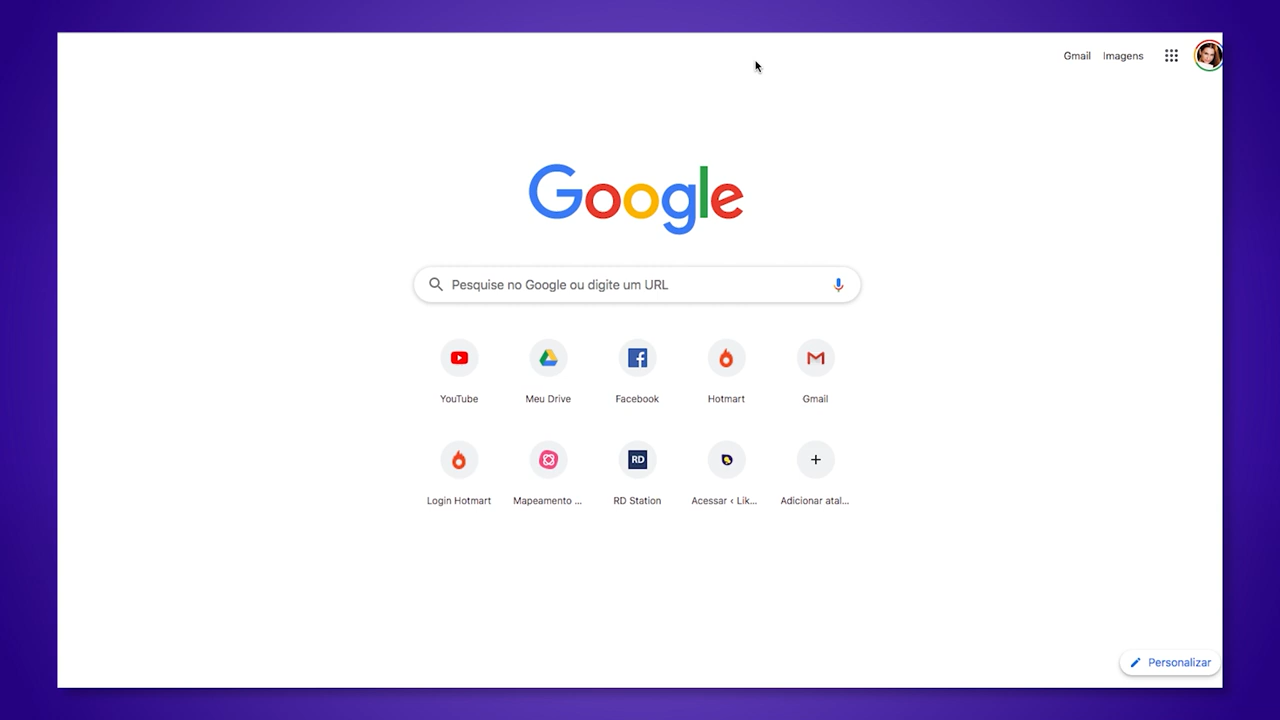 Gmail Imagens
Google
Pesquise no Google ou digite um URL
YouTube
Meu Drive
Facebook
Hotmart
Gmail
Login Hotmart
Mapeamento ...
RD
RD Station
Acessar ‹ Lik...
Adicionar atal...
Personalizar